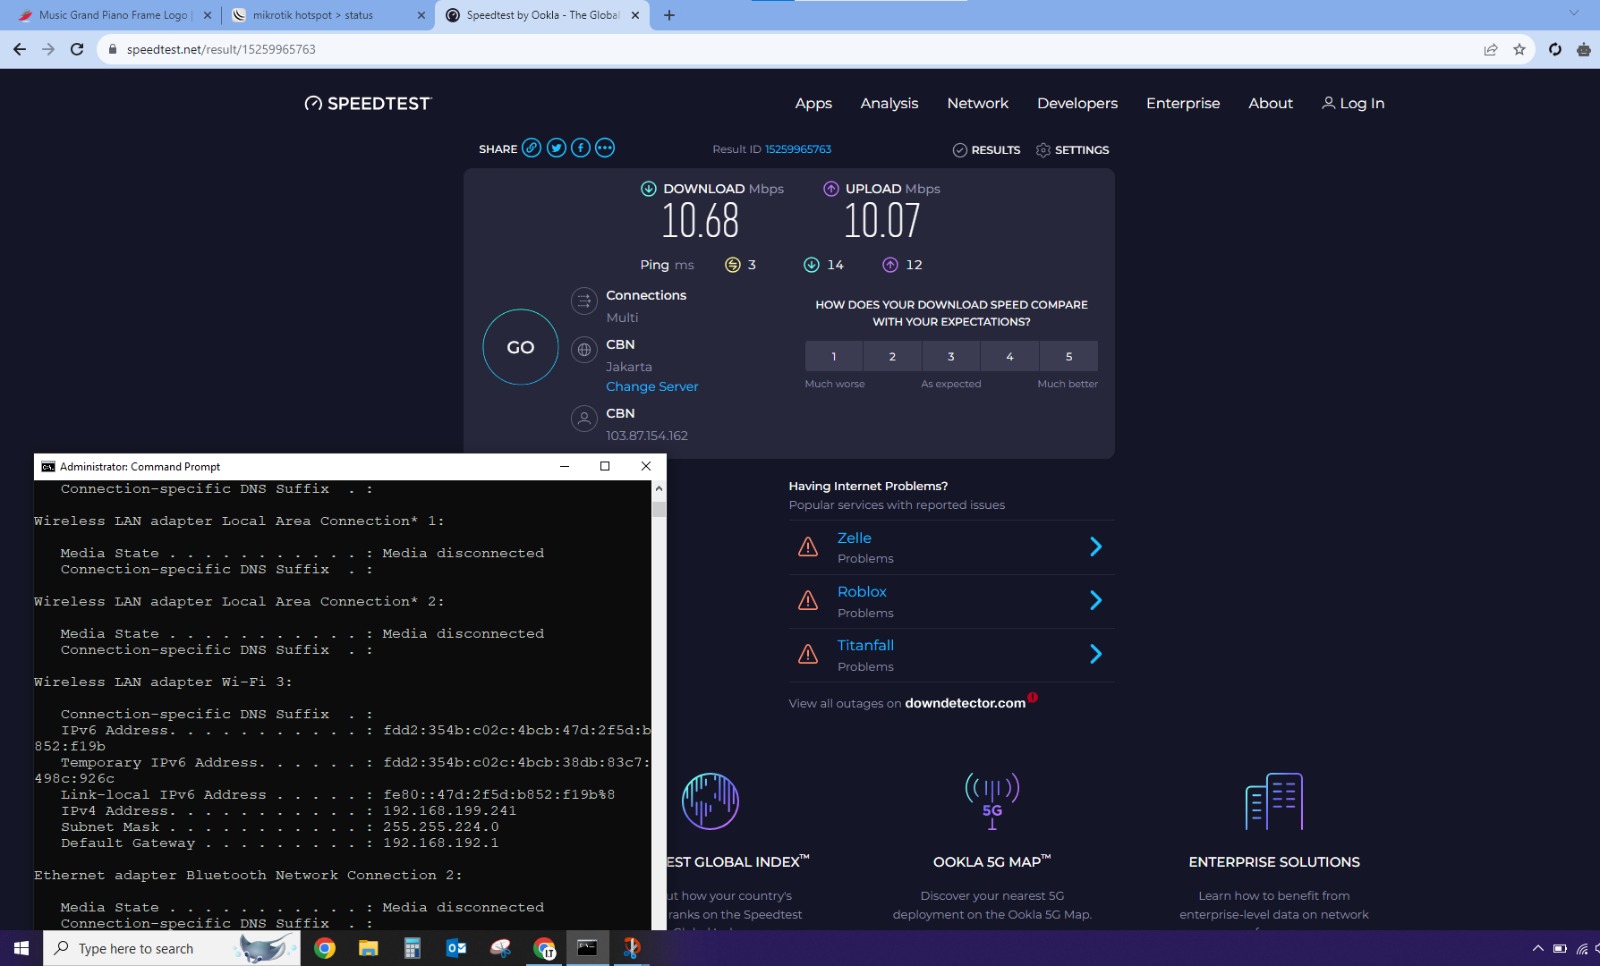 Music Grand Piano Frame Logo
mikrotik hotspot > status
Speedtest by Ookla - The Global
speedtest.net/result/15259965763
SPEEDTEST
Apps
Analysis
Network
Developers
Enterprise
About
Log In
SHARE
Result ID 15259965763
RESULTS
SETTINGS
DOWNLOAD Mbps
10.68
UPLOAD Mbps
10.07
Ping ms 3 14 12
GO
Connections
Multi
CBN
Jakarta
Change Server
CBN
103.87.154.162
HOW DOES YOUR DOWNLOAD SPEED COMPARE
WITH YOUR EXPECTATIONS?
1 2 3 4 5
Much worse As expected Much better
Having Internet Problems?
Popular services with reported issues
Zelle
Problems
Roblox
Problems
Titanfall
Problems
View all outages on downdetector.com
Administrator: Command Prompt
Connection-specific DNS Suffix . :
Wireless LAN adapter Local Area Connection* 1:
Media State . . . . . . . . . . . : Media disconnected
Connection-specific DNS Suffix . :
Wireless LAN adapter Local Area Connection* 2:
Media State . . . . . . . . . . . : Media disconnected
Connection-specific DNS Suffix . :
Wireless LAN adapter Wi-Fi 3:
Connection-specific DNS Suffix . :
IPv6 Address. . . . . . . . . . . : fdd2:354b:c02c:4bcb:47d:2f5d:b
852:f19b
Temporary IPv6 Address. . . . . . : fdd2:354b:c02c:4bcb:38db:83c7:
498c:926c
Link-local IPv6 Address . . . . . : fe80::47d:2f5d:b852:f19b%8
IPv4 Address. . . . . . . . . . . : 192.168.199.241
Subnet Mask . . . . . . . . . . . : 255.255.224.0
Default Gateway . . . . . . . . . : 192.168.192.1
Ethernet adapter Bluetooth Network Connection 2:
Media State . . . . . . . . . . . : Media disconnected
Connection-specific DNS Suffix . :
EST GLOBAL INDEX™
ut how your country's
ranks on the Speedtest
5G
OOKLA 5G MAP™
Discover your nearest 5G
deployment on the Ookla 5G Map.
ENTERPRISE SOLUTIONS
Learn how to benefit from
enterprise-level data on network
Type here to search